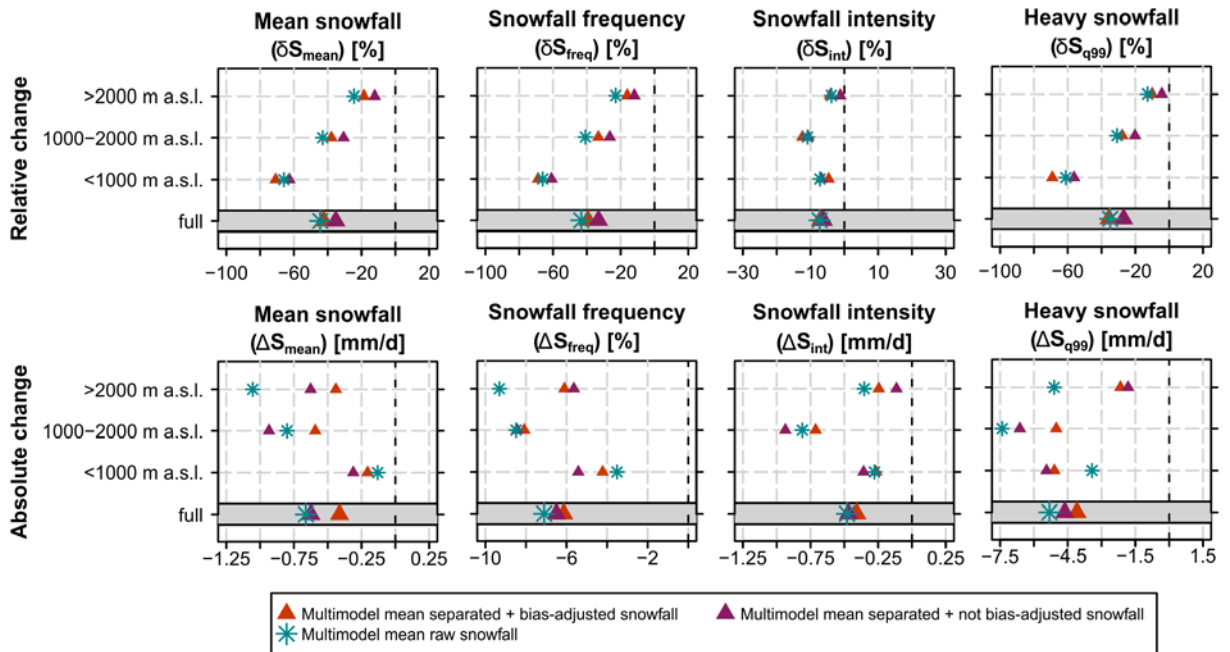 Mean snowfall
(δSmean) [%]
Snowfall frequency
(δSfreq) [%]
Snowfall intensity
(δSint) [%]
Heavy snowfall
(δSq99) [%]
Relative change
>2000 m a.s.l.
1000−2000 m a.s.l.
<1000 m a.s.l.
full
−100 −60 −20 20
−100 −60 −20 20
−30 −10 10 30
−100 −60 −20 20
Mean snowfall
(ΔSmean) [mm/d]
Snowfall frequency
(ΔSfreq) [%]
Snowfall intensity
(ΔSint) [mm/d]
Heavy snowfall
(ΔSq99) [mm/d]
Absolute change
>2000 m a.s.l.
1000−2000 m a.s.l.
<1000 m a.s.l.
full
−1.25 −0.75 −0.25 0.25
−10 −6 −2
−1.25 −0.75 −0.25 0.25
−7.5 −4.5 −1.5 1.5
Multimodel mean separated + bias-adjusted snowfall
Multimodel mean separated + not bias-adjusted snowfall
Multimodel mean raw snowfall